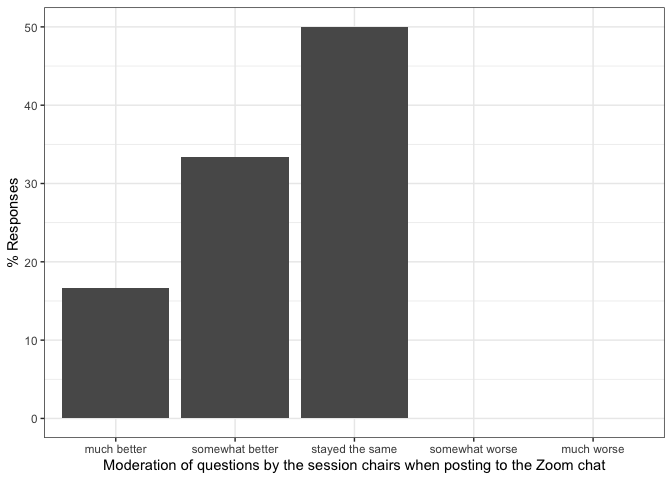 50
40
30
20
10
0
% Responses
much better somewhat better stayed the same somewhat worse much worse
Moderation of questions by the session chairs when posting to the Zoom chat